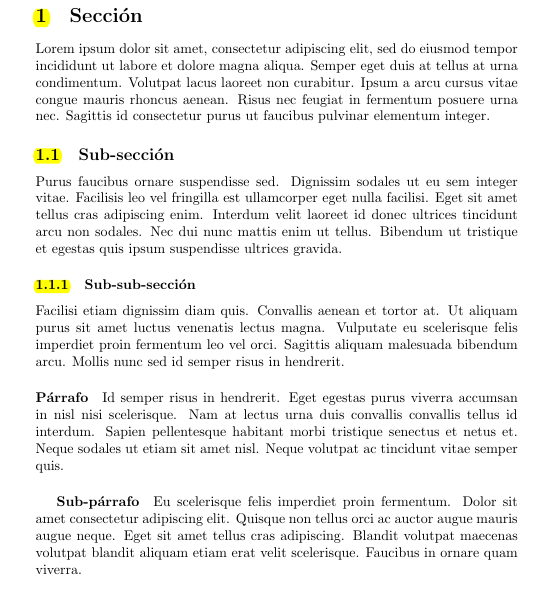 1 Sección
Lorem ipsum dolor sit amet, consectetur adipiscing elit, sed do eiusmod tempor
incididunt ut labore et dolore magna aliqua. Semper eget duis at tellus at urna
condimentum. Volutpat lacus laoreet non curabitur. Ipsum a arcu cursus vitae
congue mauris rhoncus aenean. Risus nec feugiat in fermentum posuere urna
nec. Sagittis id consectetur purus ut faucibus pulvinar elementum integer.
1.1 Sub-sección
Purus faucibus ornare suspendisse sed. Dignissim sodales ut eu sem integer
vitae. Facilisis leo vel fringilla est ullamcorper eget nulla facilisi. Eget sit amet
tellus cras adipiscing enim. Interdum velit laoreet id donec ultrices tincidunt
arcu non sodales. Nec dui nunc mattis enim ut tellus. Bibendum ut tristique
et egestas quis ipsum suspendisse ultrices gravida.
1.1.1 Sub-sub-sección
Facilisi etiam dignissim diam quis. Convallis aenean et tortor at. Ut aliquam
purus sit amet luctus venenatis lectus magna. Vulputate eu scelerisque felis
imperdiet proin fermentum leo vel orci. Sagittis aliquam malesuada bibendum
arcu. Mollis nunc sed id semper risus in hendrerit.
Párrafo Id semper risus in hendrerit. Eget egestas purus viverra accumsan
in nisl nisi scelerisque. Nam at lectus urna duis convallis convallis tellus id
interdum. Sapien pellentesque habitant morbi tristique senectus et netus et.
Neque sodales ut etiam sit amet nisl. Neque volutpat ac tincidunt vitae semper
quis.
Sub-párrafo Eu scelerisque felis imperdiet proin fermentum. Dolor sit
amet consectetur adipiscing elit. Quisque non tellus orci ac auctor augue mauris
augue neque. Eget sit amet tellus cras adipiscing. Blandit volutpat maecenas
volutpat blandit aliquam etiam erat velit scelerisque. Faucibus in ornare quam
viverra.